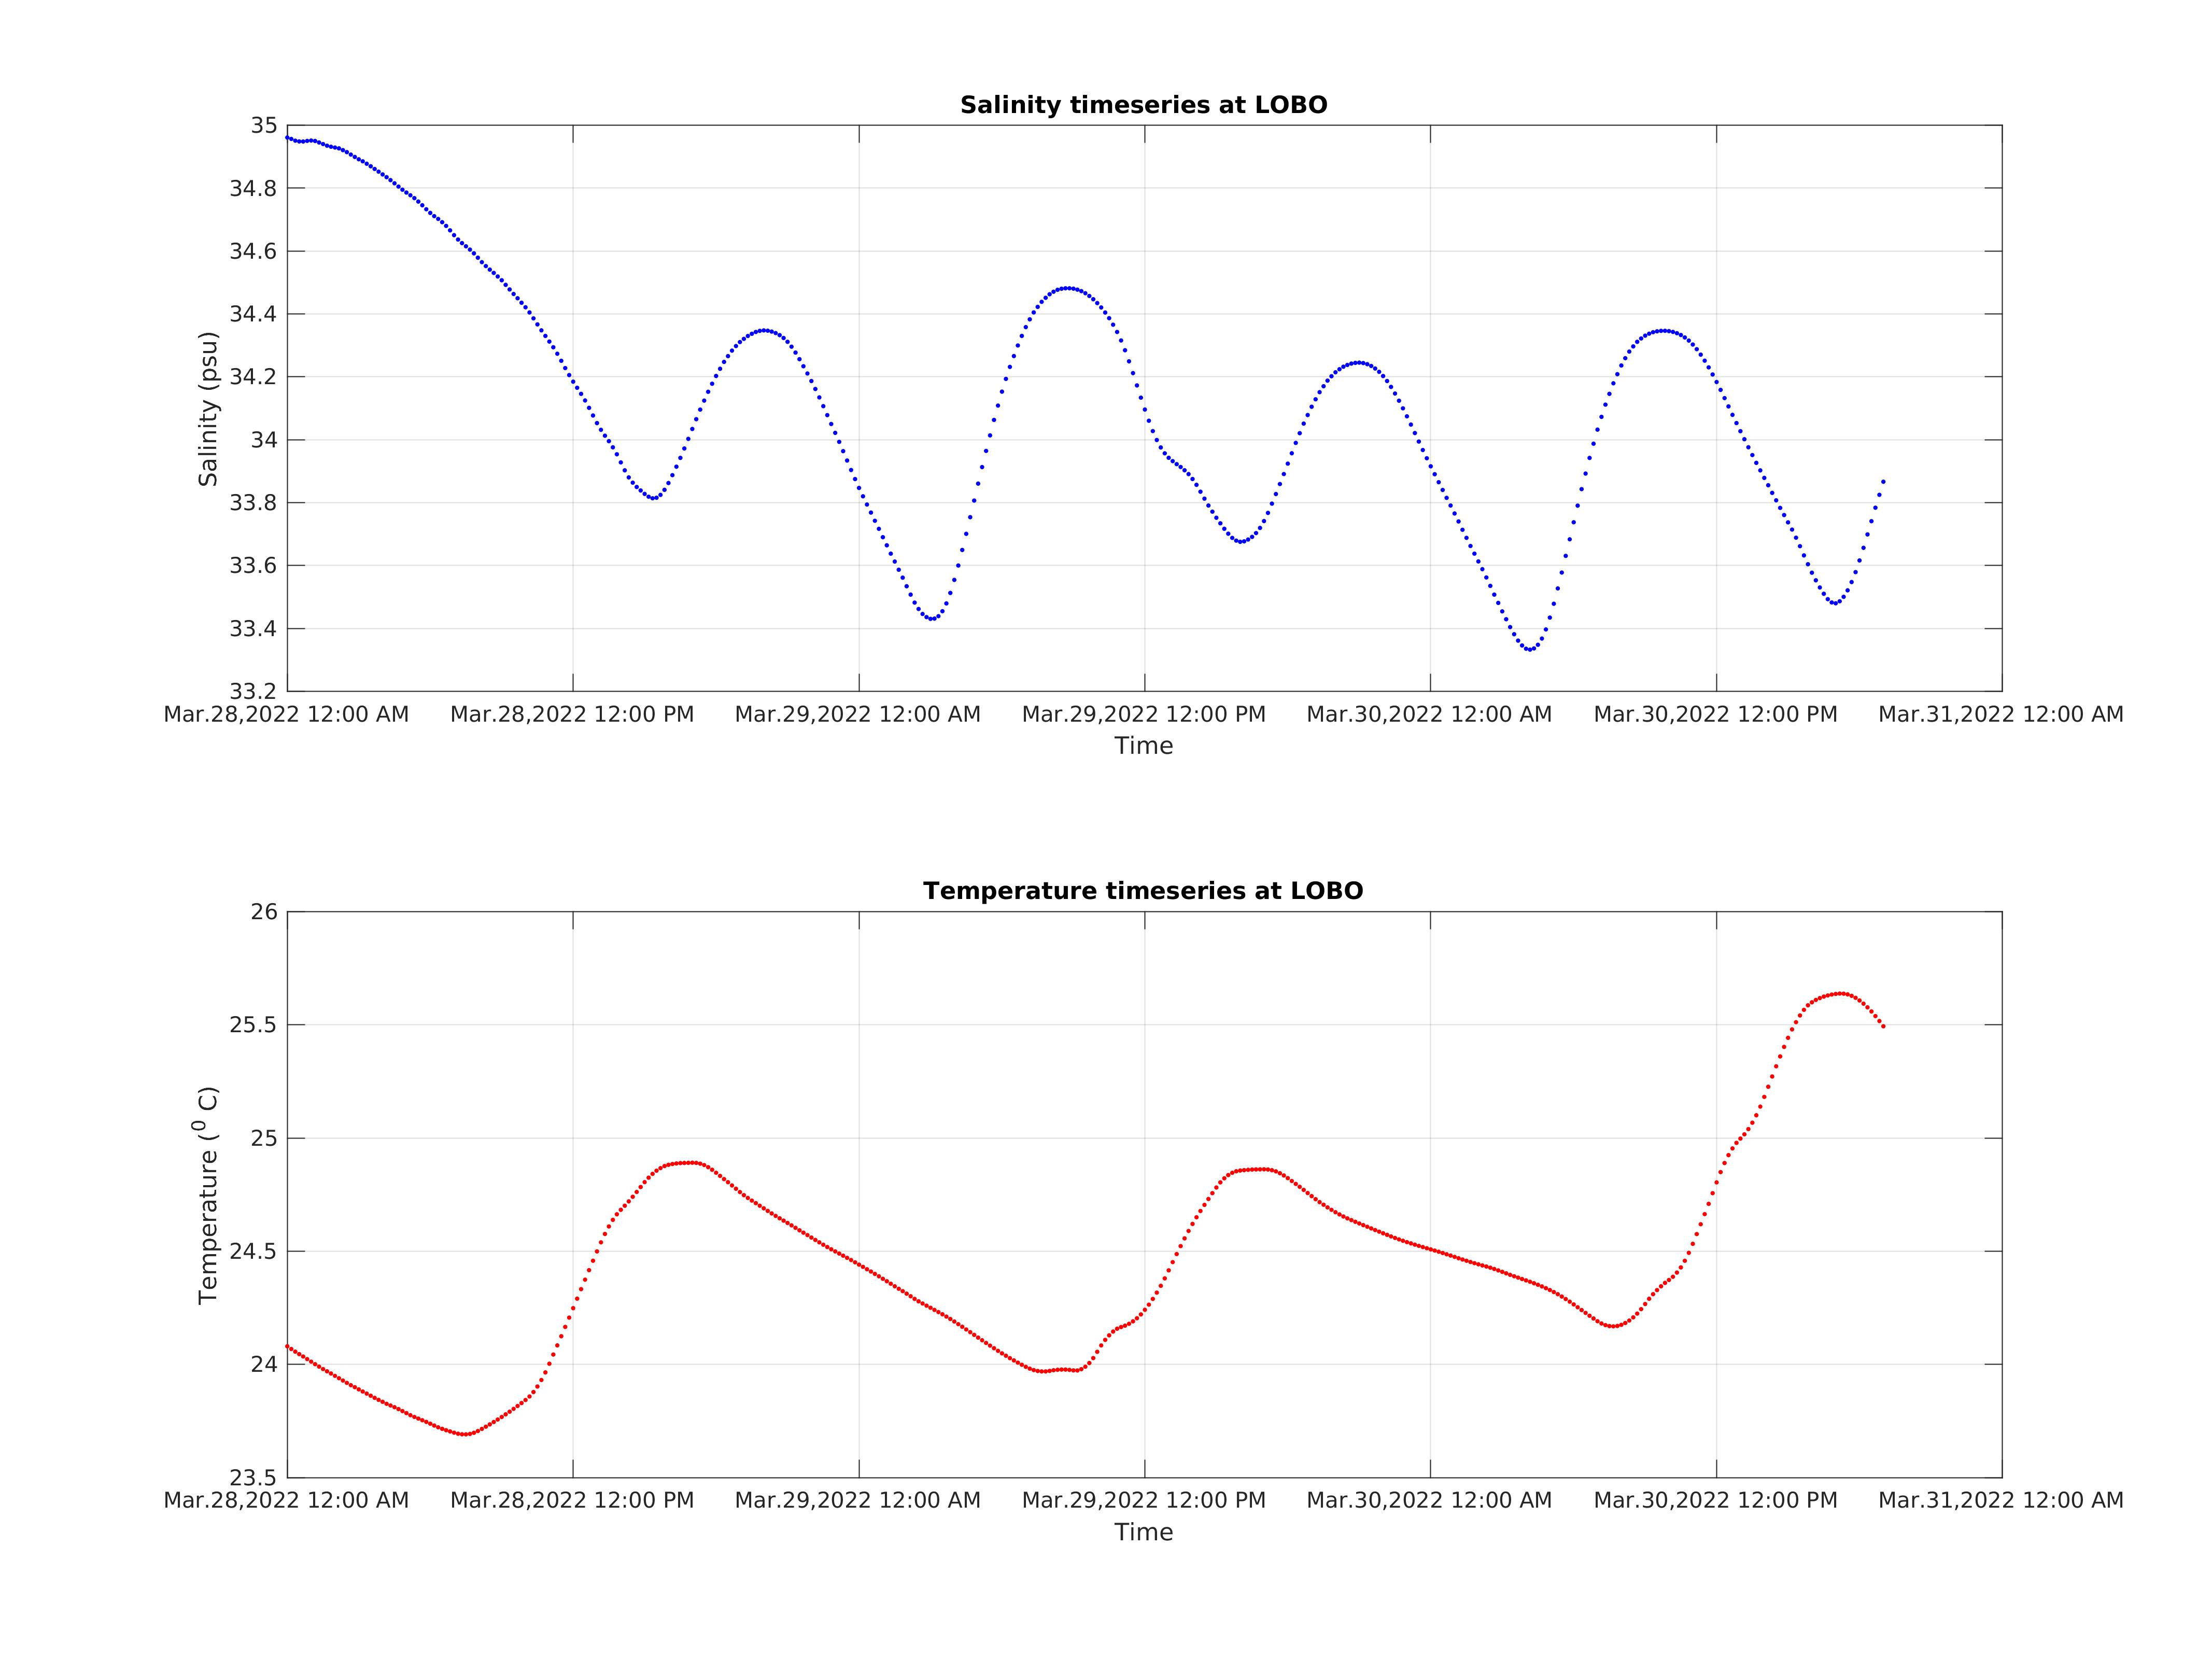 Salinity timeseries at LOBO
35
34.8
34.6
34.4
34.2
34
33.8
33.6
33.4
33.2
Salinity (psu)
Mar.28,2022 12:00 AM Mar.28,2022 12:00 PM Mar.29,2022 12:00 AM Mar.29,2022 12:00 PM Mar.30,2022 12:00 AM Mar.30,2022 12:00 PM Mar.31,2022 12:00 AM
Time
Temperature timeseries at LOBO
26
25.5
25
24.5
24
23.5
Temperature (⁰ C)
Mar.28,2022 12:00 AM Mar.28,2022 12:00 PM Mar.29,2022 12:00 AM Mar.29,2022 12:00 PM Mar.30,2022 12:00 AM Mar.30,2022 12:00 PM Mar.31,2022 12:00 AM
Time